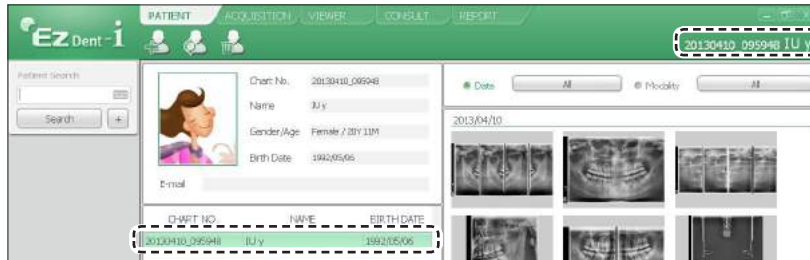 PATIENT ACQUISITION VIEWER CONSULT REPORT
Ez Dent-i
20130410_095948 IU y
Patient Search
Search +
Chart No. 20130410_095948
Name IU y
Gender/Age Female / 20Y 11M
Birth Date 1992/05/06
E-mail
CHART NO NAME BIRTH DATE
20130410_095948 IU y 1992/05/06
Date All Modality All
2013/04/10